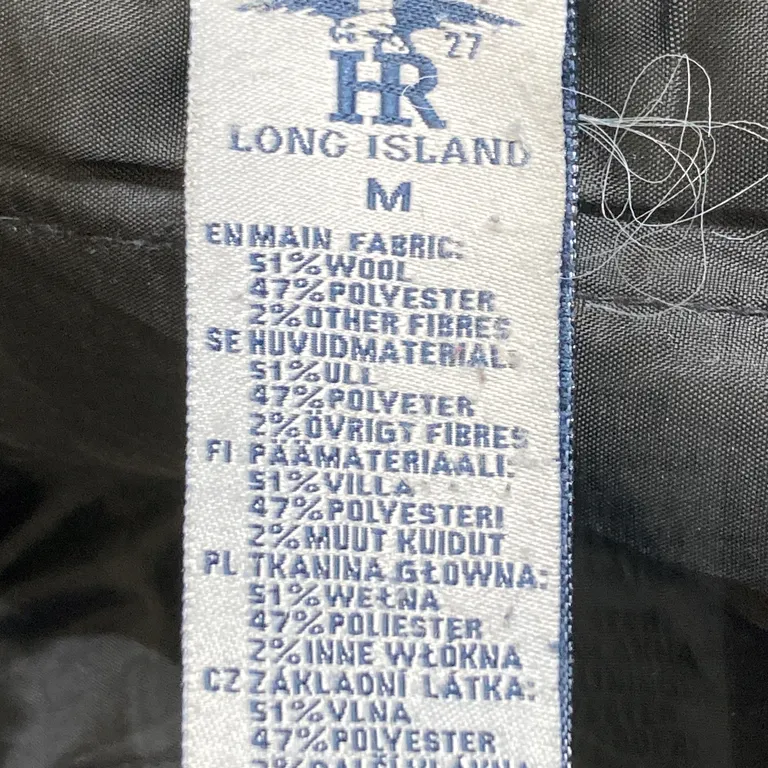 27
HR
LONG ISLAND
M
EN MAIN FABRIC:
51% WOOL
47% POLYESTER
2% OTHER FIBRES
SE HUVUDMATERIAL:
51% ULL
47% POLYETER
2% ÖVRIGT FIBRES
FI PÄÄMATERIAALI:
51% VILLA
47% POLYESTERI
2% MUUT KUIDUT
PL TKANINA GŁOWNA:
51% WEŁNA
47% POLIESTER
2% INNE WŁÓKNA
CZ ZÁKLADNÍ LÁTKA:
51% VLNA
47% POLYESTER